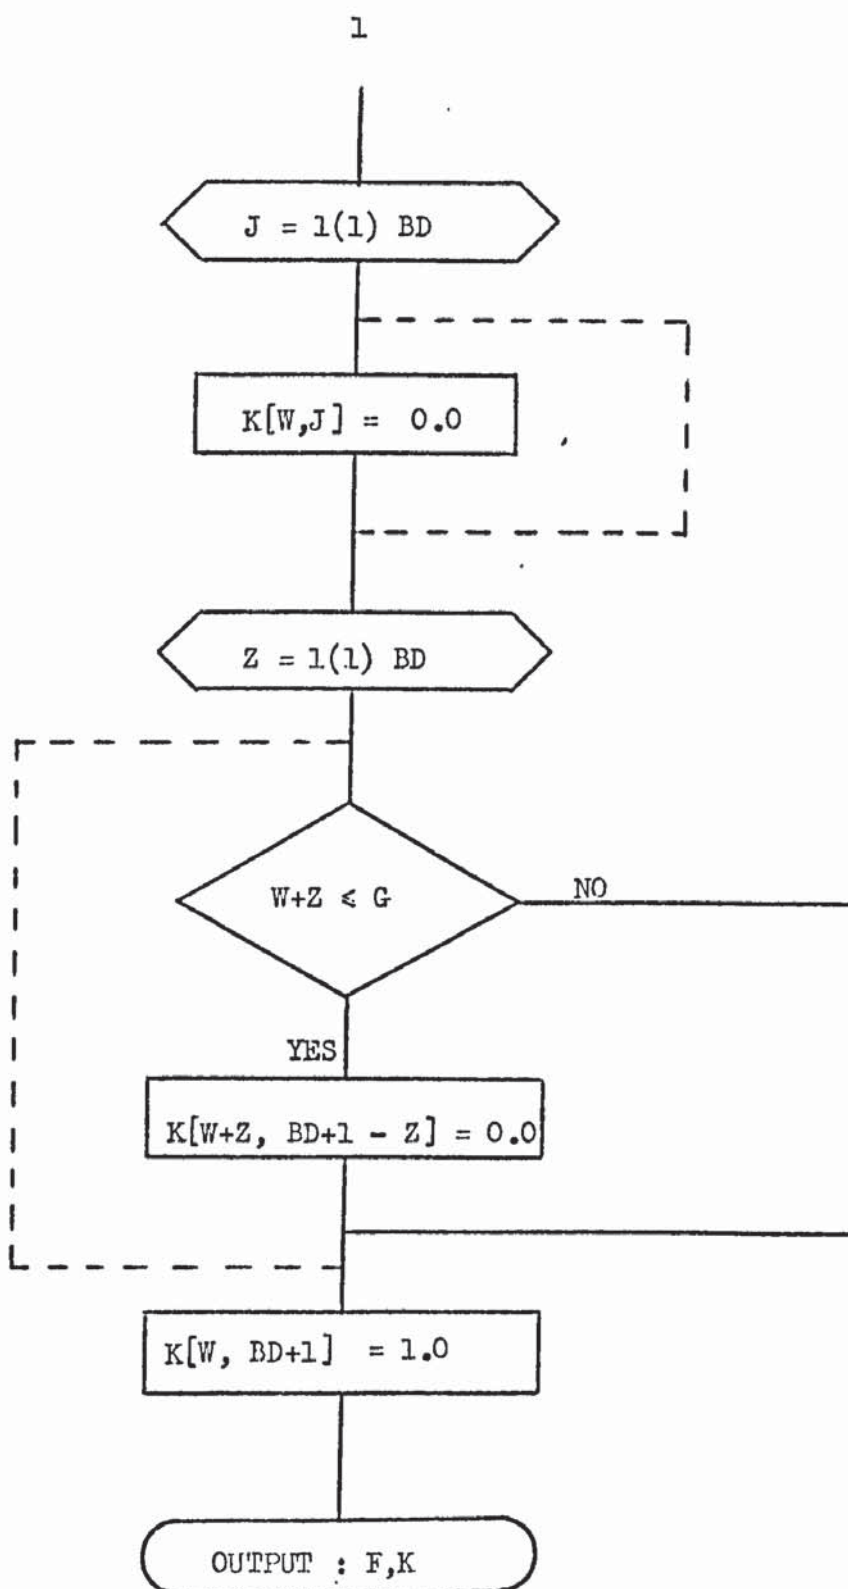 1
J = 1(1) BD
K[W,J] = 0.0
Z = 1(1) BD
W+Z ⩽ G
NO
YES
K[W+Z, BD+1 - Z] = 0.0
K[W, BD+1] = 1.0
OUTPUT : F,K